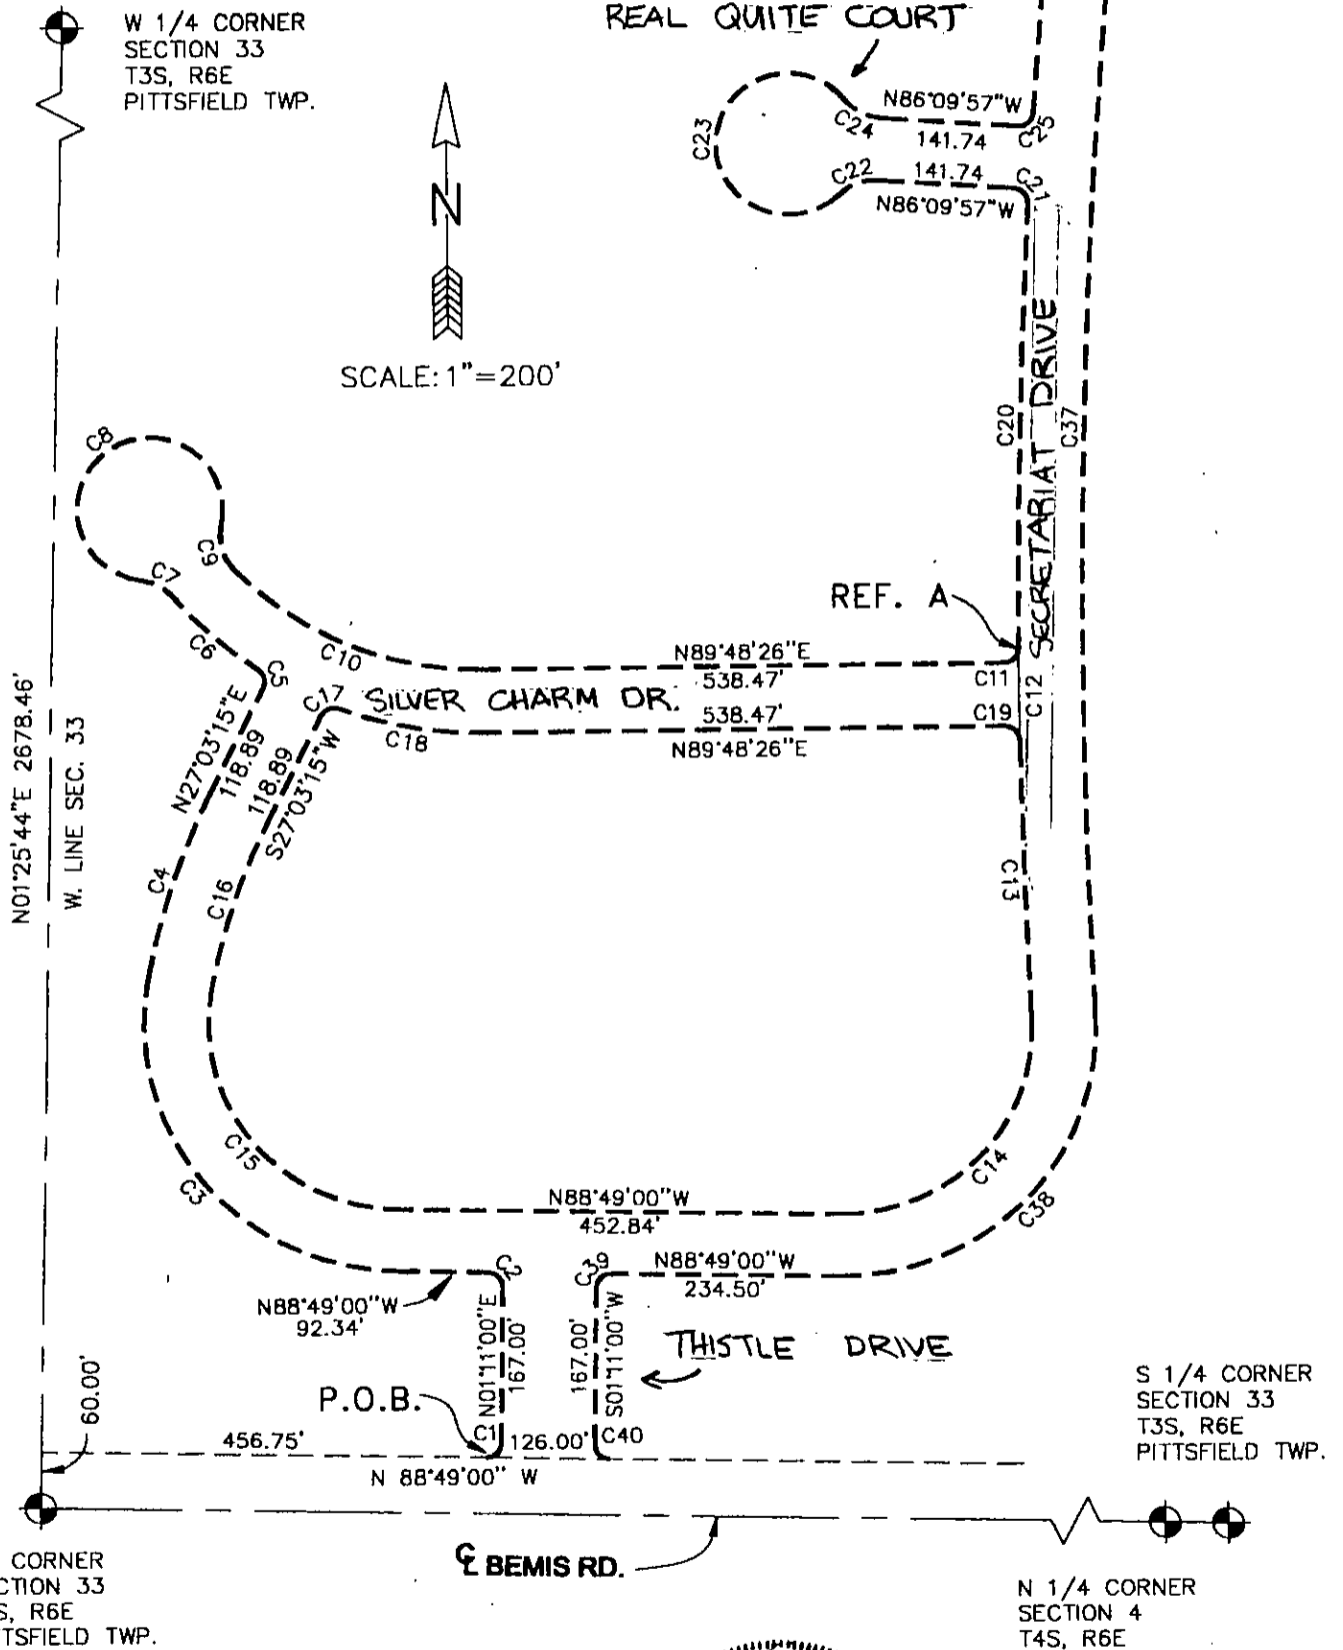 W 1/4 CORNER
SECTION 33
T3S, R6E
PITTSFIELD TWP.
REAL QUITE COURT
N86°09'57"W
141.74
C23
C24
C25
C22
141.74
C21
N86°09'57"W
N
SCALE: 1"=200'
SECRETARIAT DRIVE
C20
C37
C8
C9
C7
C6
C10
C5
REF. A
N89°48'26"E
538.47'
C11
C12
C17
SILVER CHARM DR.
538.47'
C19
C18
N89°48'26"E
N27°03'15"E
118.89
118.89
S27°03'15"W
N01°25'44"E 2678.46'
W. LINE SEC. 33
C4
C16
C13
C15
C14
C3
C38
N88°49'00"W
452.84'
C2
C39
N88°49'00"W
234.50'
N88°49'00"W
92.34'
N01°11'00"E
167.00'
167.00'
S01°11'00"W
THISTLE DRIVE
P.O.B.
60.00'
456.75'
C1
126.00'
C40
N 88°49'00" W
S 1/4 CORNER
SECTION 33
T3S, R6E
PITTSFIELD TWP.
℄ BEMIS RD.
CORNER
CTION 33
S, R6E
TSFIELD TWP.
N 1/4 CORNER
SECTION 4
T4S, R6E